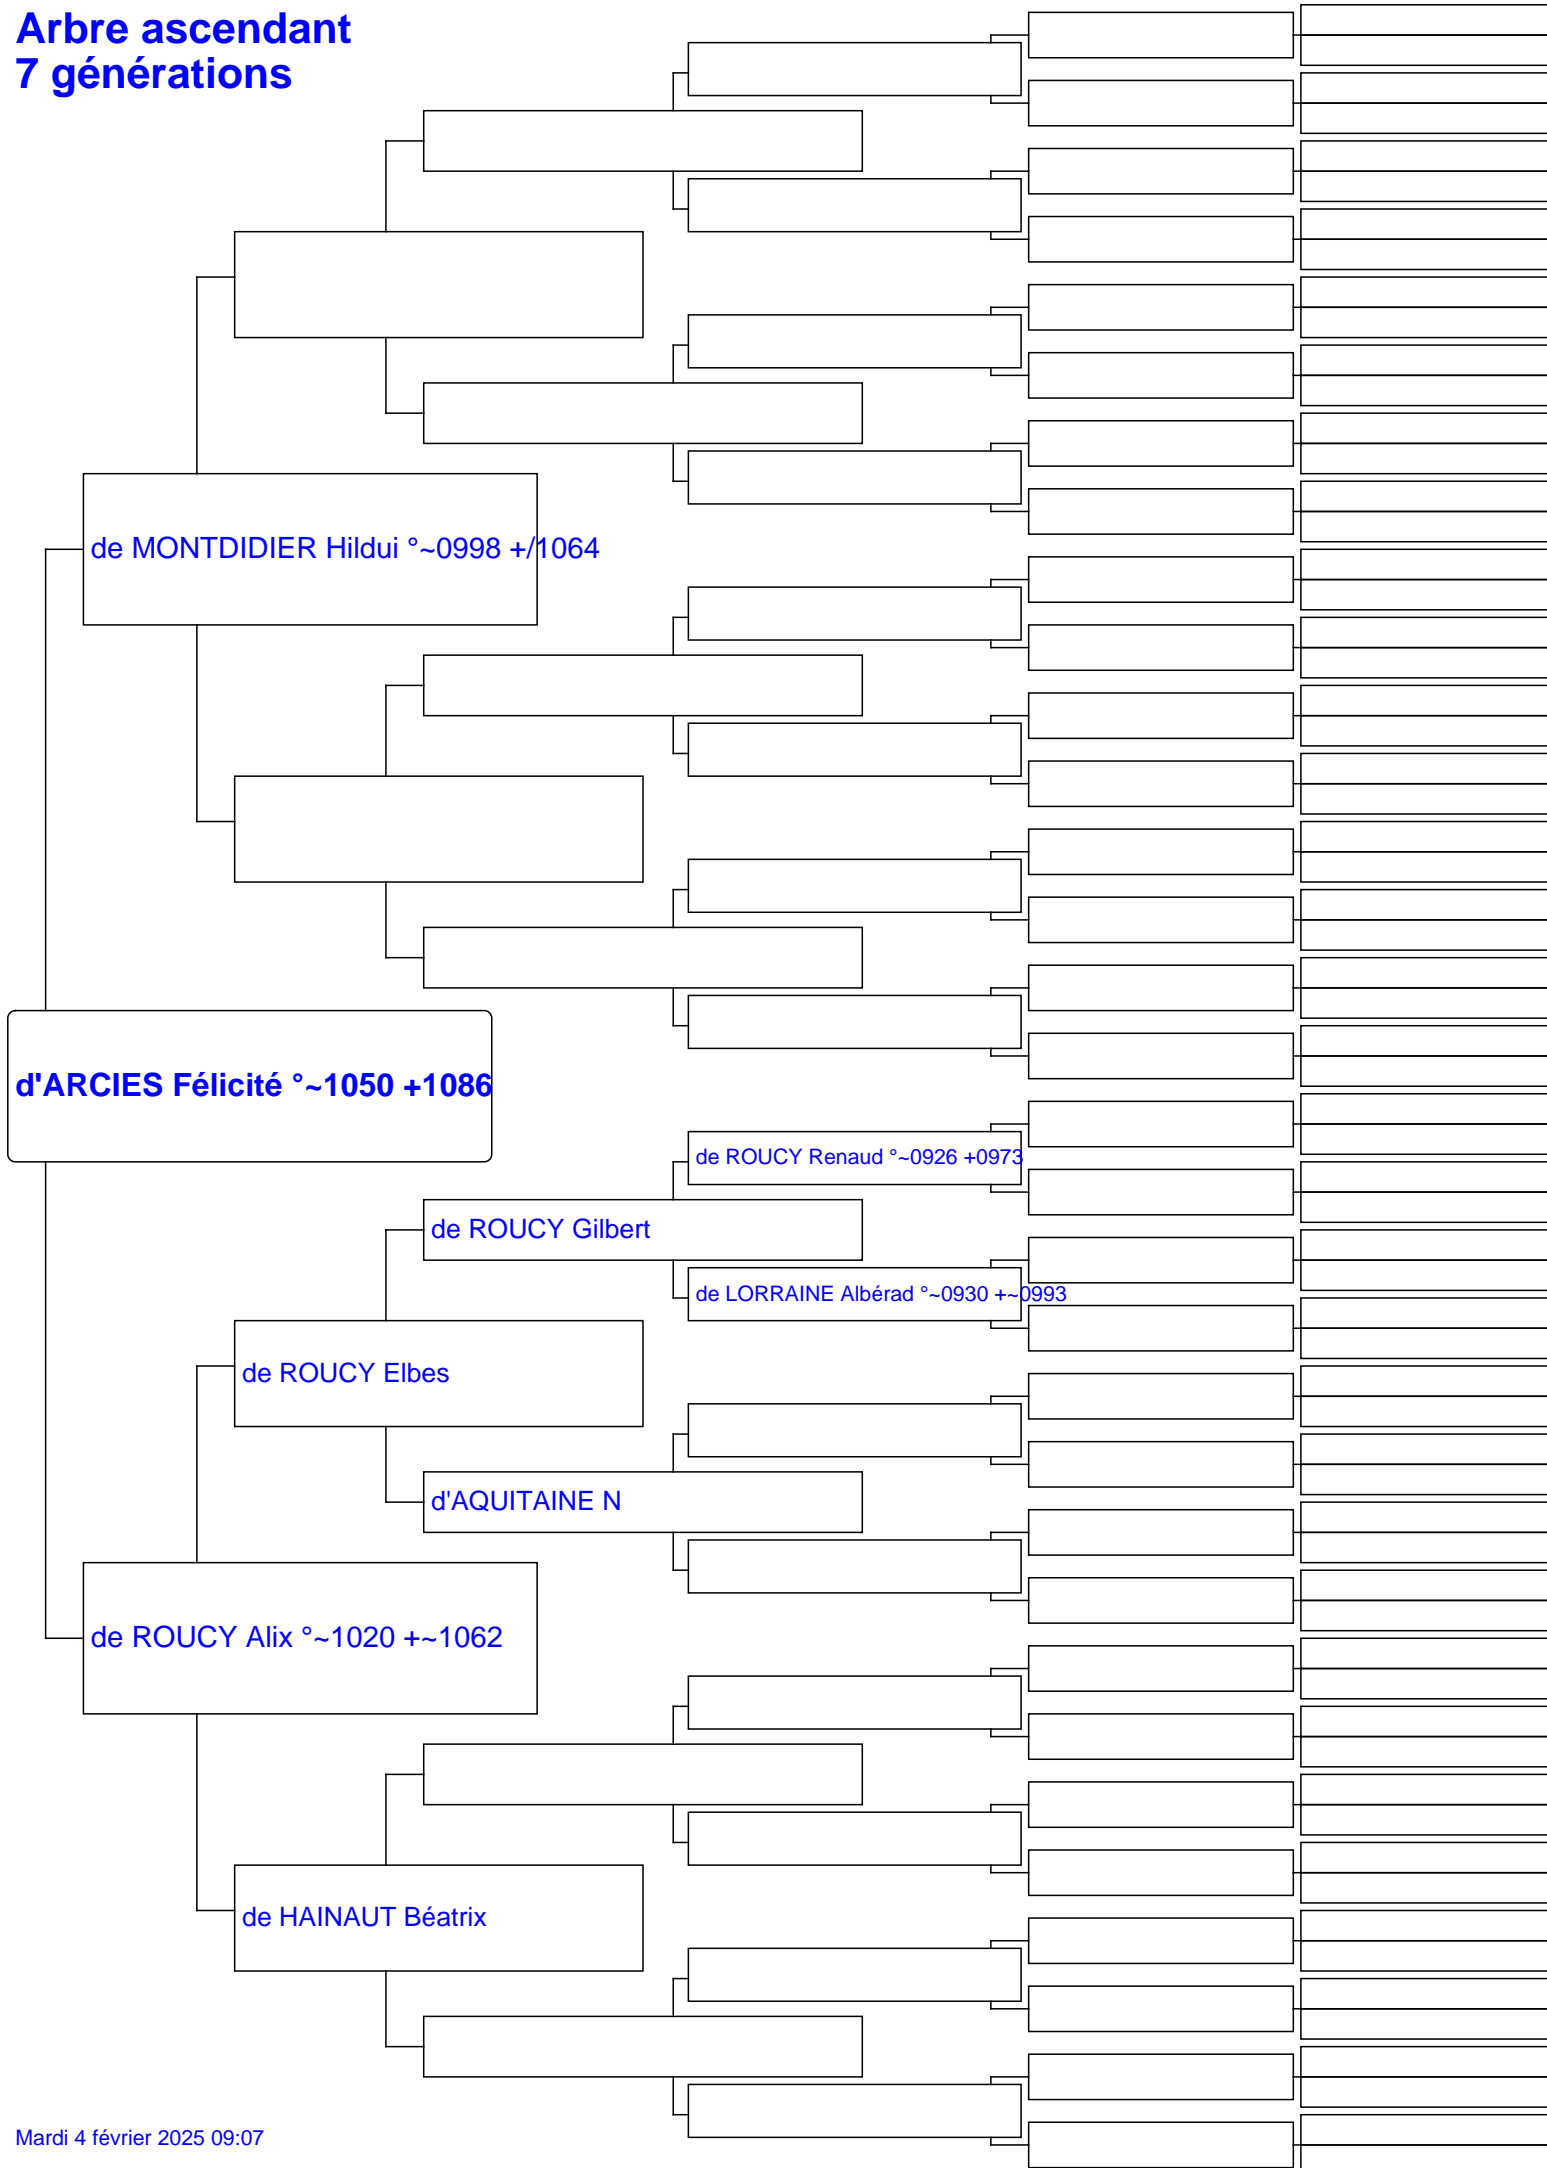 Arbre ascendant
7 générations
de MONTDIDIER Hildui °~0998 +/1064
d'ARCIES Félicité °~1050 +1086
de ROUCY Renaud °~0926 +0973
de ROUCY Gilbert
de LORRAINE Albérad °~0930 +~0993
de ROUCY Elbes
d'AQUITAINE N
de ROUCY Alix °~1020 +~1062
de HAINAUT Béatrix
Mardi 4 février 2025 09:07